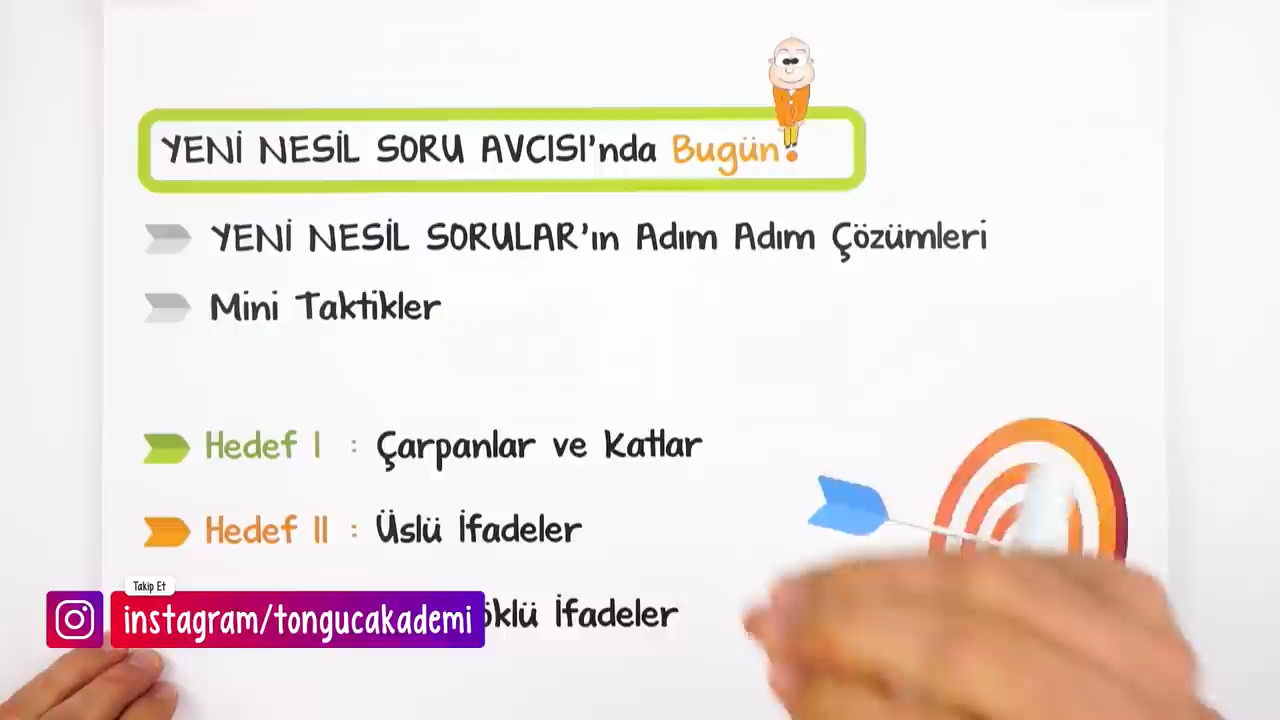 YENİ NESİL SORU AVCISI'nda Bugün
YENİ NESİL SORULAR'ın Adım Adım Çözümleri
Mini Taktikler
Hedef I : Çarpanlar ve Katlar
Hedef II : Üslü İfadeler
İfadeler
Takip Et
instagram/tongucakademi